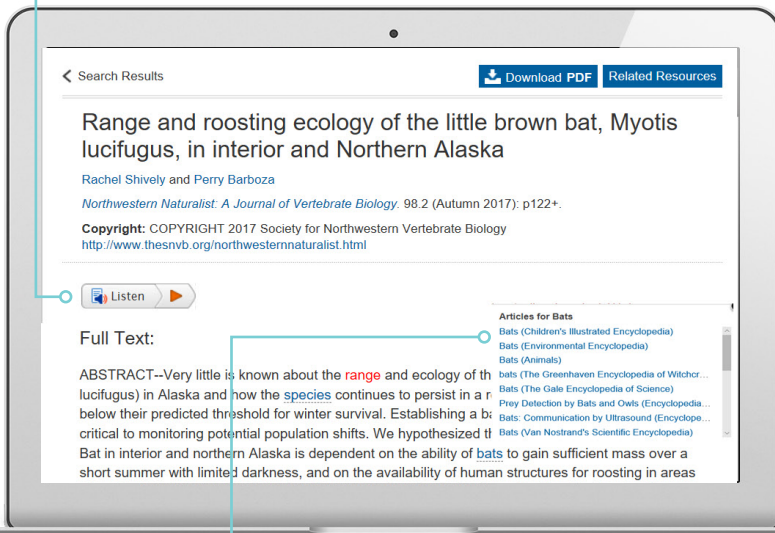 Search Results
Download PDF
Related Resources
Range and roosting ecology of the little brown bat, Myotis
lucifugus, in interior and Northern Alaska
Rachel Shively and Perry Barboza
Northwestern Naturalist: A Journal of Vertebrate Biology. 98.2 (Autumn 2017): p122+.
Copyright: COPYRIGHT 2017 Society for Northwestern Vertebrate Biology
http://www.thesnvb.org/northwesternnaturalist.html
Listen
Full Text:
ABSTRACT--Very little is known about the range and ecology of th
lucifugus) in Alaska and how the species continues to persist in a r
below their predicted threshold for winter survival. Establishing a ba
critical to monitoring potential population shifts. We hypothesized th
Bat in interior and northern Alaska is dependent on the ability of bats to gain sufficient mass over a
short summer with limited darkness, and on the availability of human structures for roosting in areas
Articles for Bats
Bats (Children's Illustrated Encyclopedia)
Bats (Environmental Encyclopedia)
Bats (Animals)
bats (The Greenhaven Encyclopedia of Witchcr...
Bats (The Gale Encyclopedia of Science)
Prey Detection by Bats and Owls (Encyclopedia...
Bats: Communication by Ultrasound (Encyclope...
Bats (Van Nostrand's Scientific Encyclopedia)